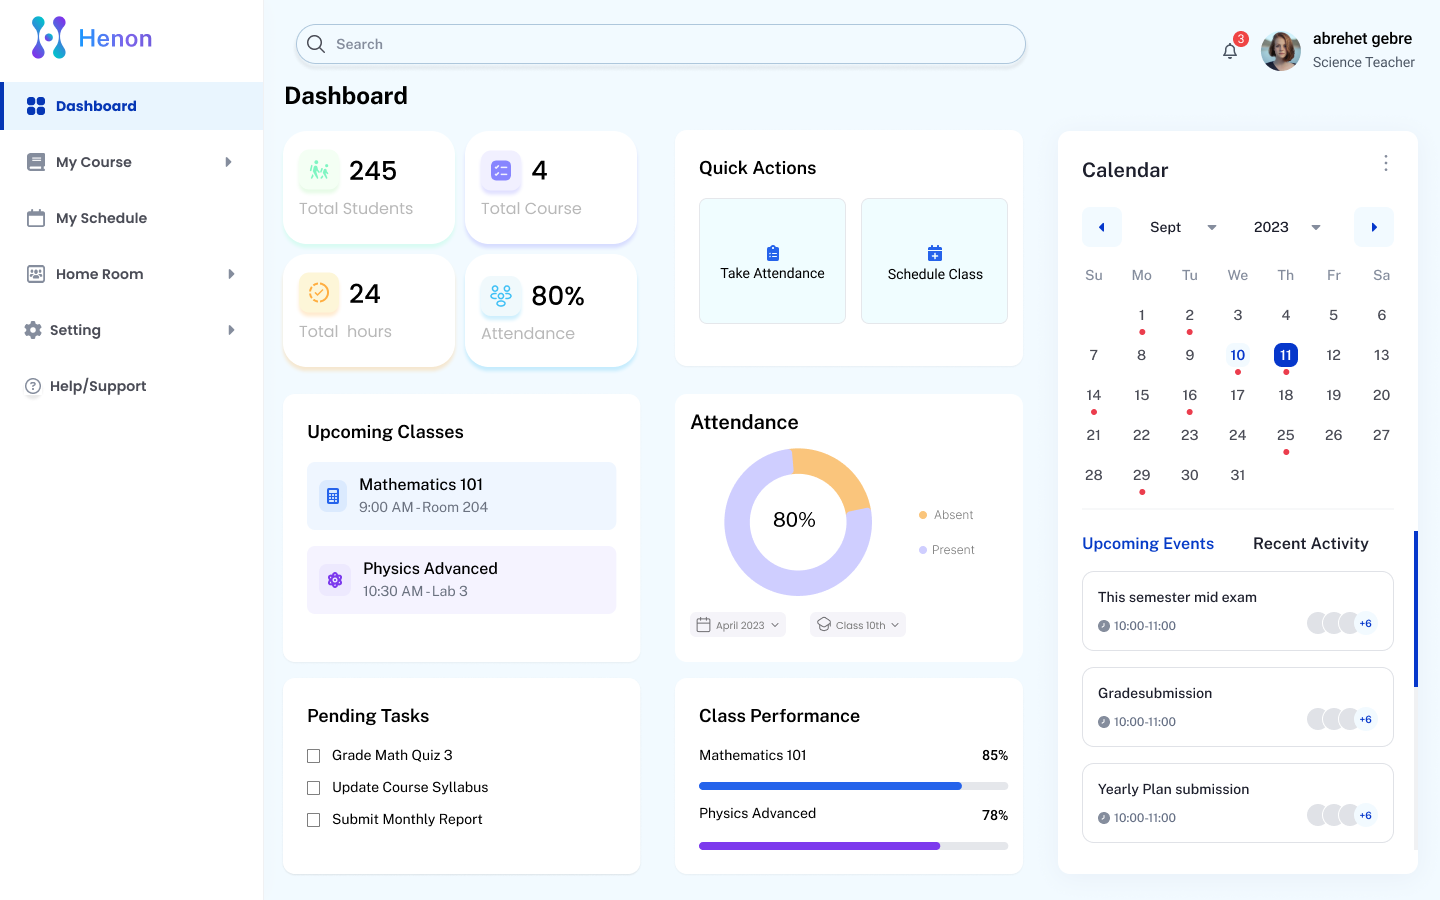 Henon
Search
3
abrehet gebre
Science Teacher
Dashboard
My Course
My Schedule
Home Room
Setting
Help/Support
Dashboard
245
Total Students
4
Total Course
24
Total hours
80%
Attendance
Quick Actions
Take Attendance
Schedule Class
Upcoming Classes
Mathematics 101
9:00 AM - Room 204
Physics Advanced
10:30 AM - Lab 3
Attendance
80%
Absent
Present
April 2023
Class 10th
Pending Tasks
Grade Math Quiz 3
Update Course Syllabus
Submit Monthly Report
Class Performance
Mathematics 101 85%
Physics Advanced 78%
Calendar
Sept 2023
Su Mo Tu We Th Fr Sa
1 2 3 4 5 6
7 8 9 10 11 12 13
14 15 16 17 18 19 20
21 22 23 24 25 26 27
28 29 30 31
Upcoming Events Recent Activity
This semester mid exam
10:00-11:00 +6
Gradesubmission
10:00-11:00 +6
Yearly Plan submission
10:00-11:00 +6